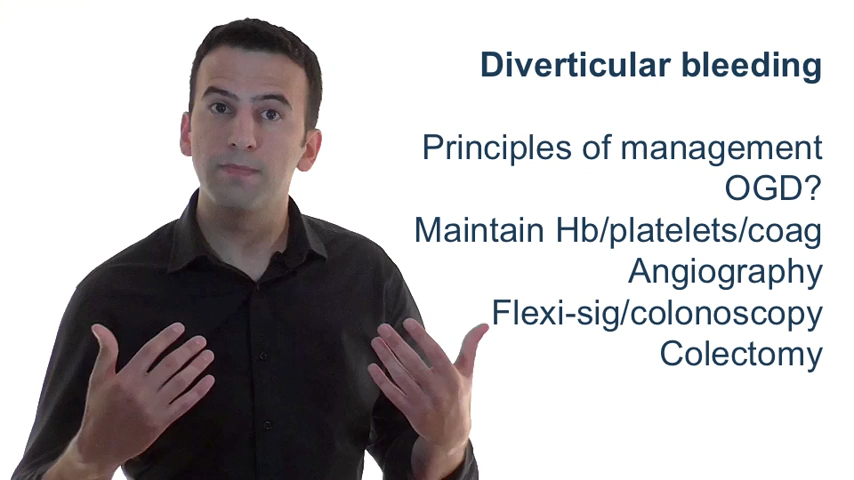 Diverticular bleeding
Principles of management
OGD?
Maintain Hb/platelets/coag
Angiography
Flexi-sig/colonoscopy
Colectomy